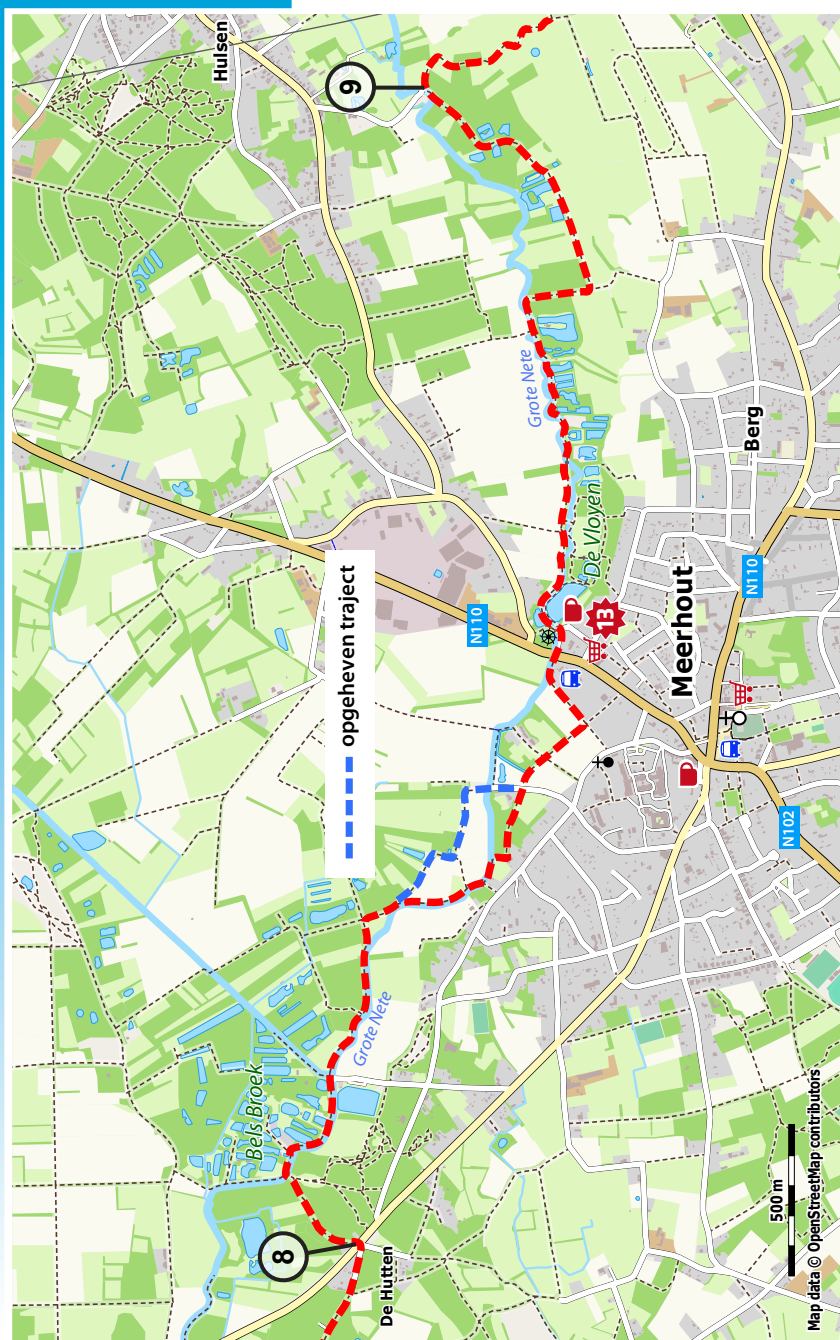 Hulsen
Bels Broek
8
opgeheven traject
9
Grote Nete
De Hutten
N110
Grote Nete
De Vloyen
13
Meerhout
Berg
N110
500 m
N102
Map data © OpenStreetMap contributors